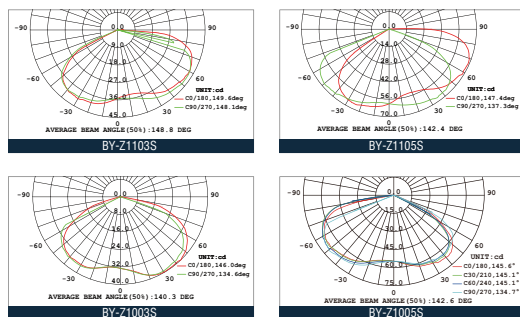 -90 0.0 90
9.0
18.0
27.0
-60 36.0 60
45.0
-30 30
0
UNIT:cd
C0/180,149.6deg
C90/270,148.1deg
AVERAGE BEAM ANGLE(50%):148.8 DEG
BY-Z1103S
-90 0.0 90
14.0
28.0
42.0
-60 56.0 60
70.0
-30 30
0
UNIT:cd
C0/180,147.4deg
C90/270,137.3deg
AVERAGE BEAM ANGLE(50%): 142.4 DEG
BY-Z1105S
-90 0.0 90
8.0
16.0
24.0
-60 32.0 60
40.0
-30 30
0
UNIT:cd
C0/180,146.0deg
C90/270,134.6deg
AVERAGE BEAM ANGLE(50%):140.3 DEG
BY-Z1003S
-90 0.0 90
15.0
30.0
45.0
-60 60.0 60
75.0
-30 30
0
UNIT:cd
C0/180,145.6°
C30/210,145.1°
C60/240,145.1°
C90/270,134.7°
AVERAGE BEAM ANGLE(50%):142.6 DEG
BY-Z1005S